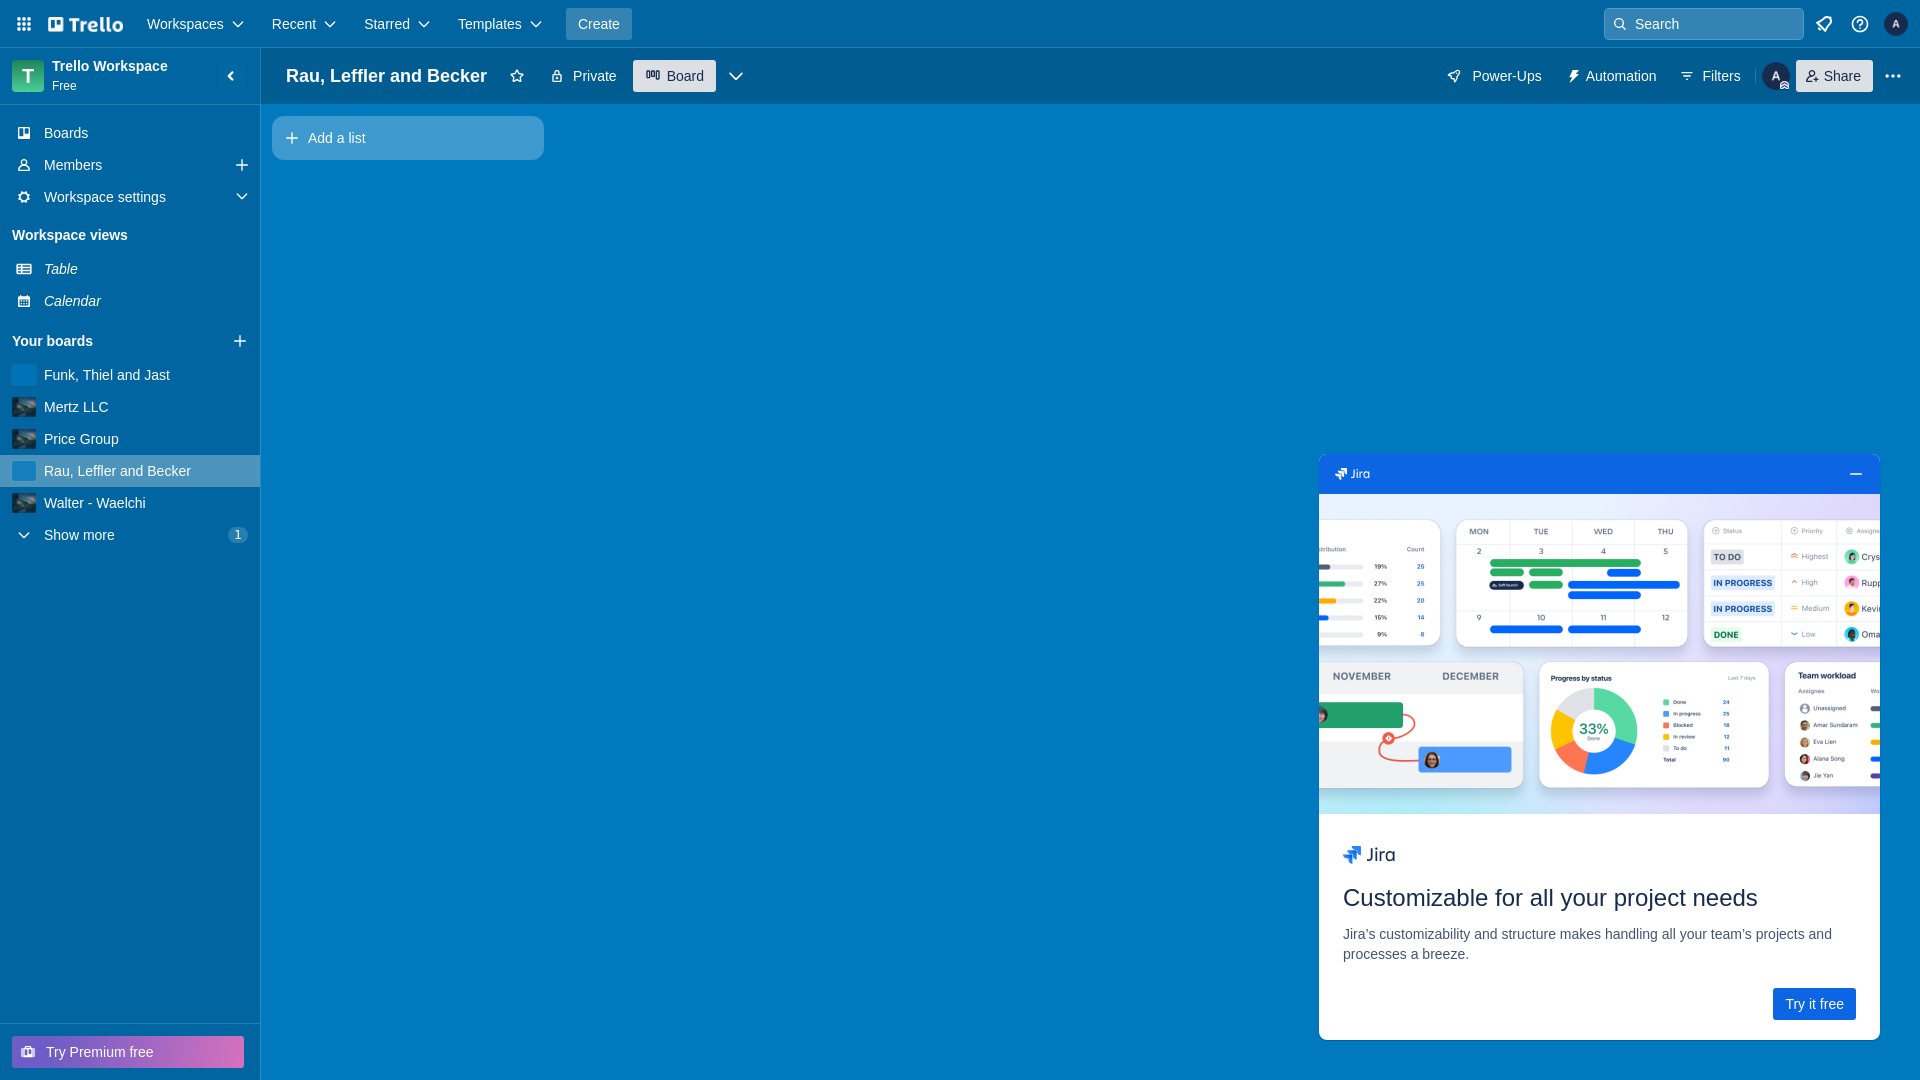 Trello
Workspaces
Recent
Starred
Templates
Create
Search
A
T
Trello Workspace
Free
Rau, Leffler and Becker
Private
Board
Power-Ups
Automation
Filters
A
Share
Boards
Members
Workspace settings
Workspace views
Table
Calendar
Your boards
Funk, Thiel and Jast
Mertz LLC
Price Group
Rau, Leffler and Becker
Walter - Waelchi
Show more
1
Try Premium free
Add a list
Jira
stribution Count
19% 25
27% 25
22% 20
15% 14
9% 8
MON TUE WED THU
2 3 4 5
9 10 11 12
Status Priority Assigne
TO DO Highest Crys
IN PROGRESS High Rupp
IN PROGRESS Medium Kevi
DONE Low Oma
NOVEMBER DECEMBER
Progress by status Last 7 days
33%
Done
Done 24
In progress 25
Blocked 18
In review 12
To do 11
Total 90
Team workload
Assignee Wo
Unassigned
Amar Sundaram
Eva Lien
Alana Song
Jie Yan
Jira
Customizable for all your project needs
Jira’s customizability and structure makes handling all your team’s projects and
processes a breeze.
Try it free